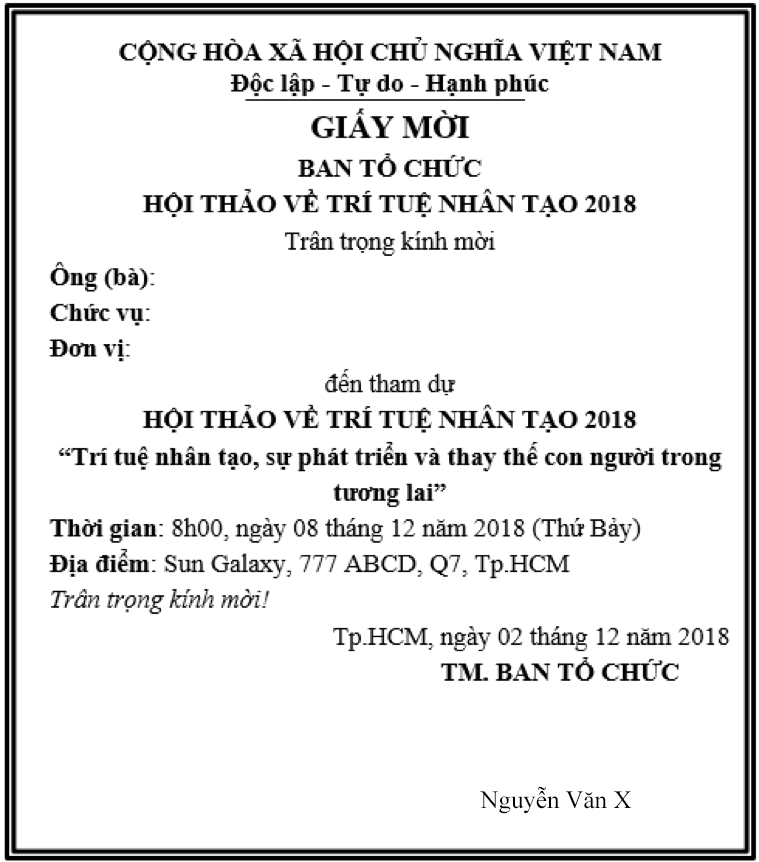 CỘNG HÒA XÃ HỘI CHỦ NGHĨA VIỆT NAM
Độc lập - Tự do - Hạnh phúc
GIẤY MỜI
BAN TỔ CHỨC
HỘI THẢO VỀ TRÍ TUỆ NHÂN TẠO 2018
Trân trọng kính mời
Ông (bà):
Chức vụ:
Đơn vị:
đến tham dự
HỘI THẢO VỀ TRÍ TUỆ NHÂN TẠO 2018
“Trí tuệ nhân tạo, sự phát triển và thay thế con người trong
tương lai”
Thời gian: 8h00, ngày 08 tháng 12 năm 2018 (Thứ Bảy)
Địa điểm: Sun Galaxy, 777 ABCD, Q7, Tp.HCM
Trân trọng kính mời!
Tp.HCM, ngày 02 tháng 12 năm 2018
TM. BAN TỔ CHỨC
Nguyễn Văn X